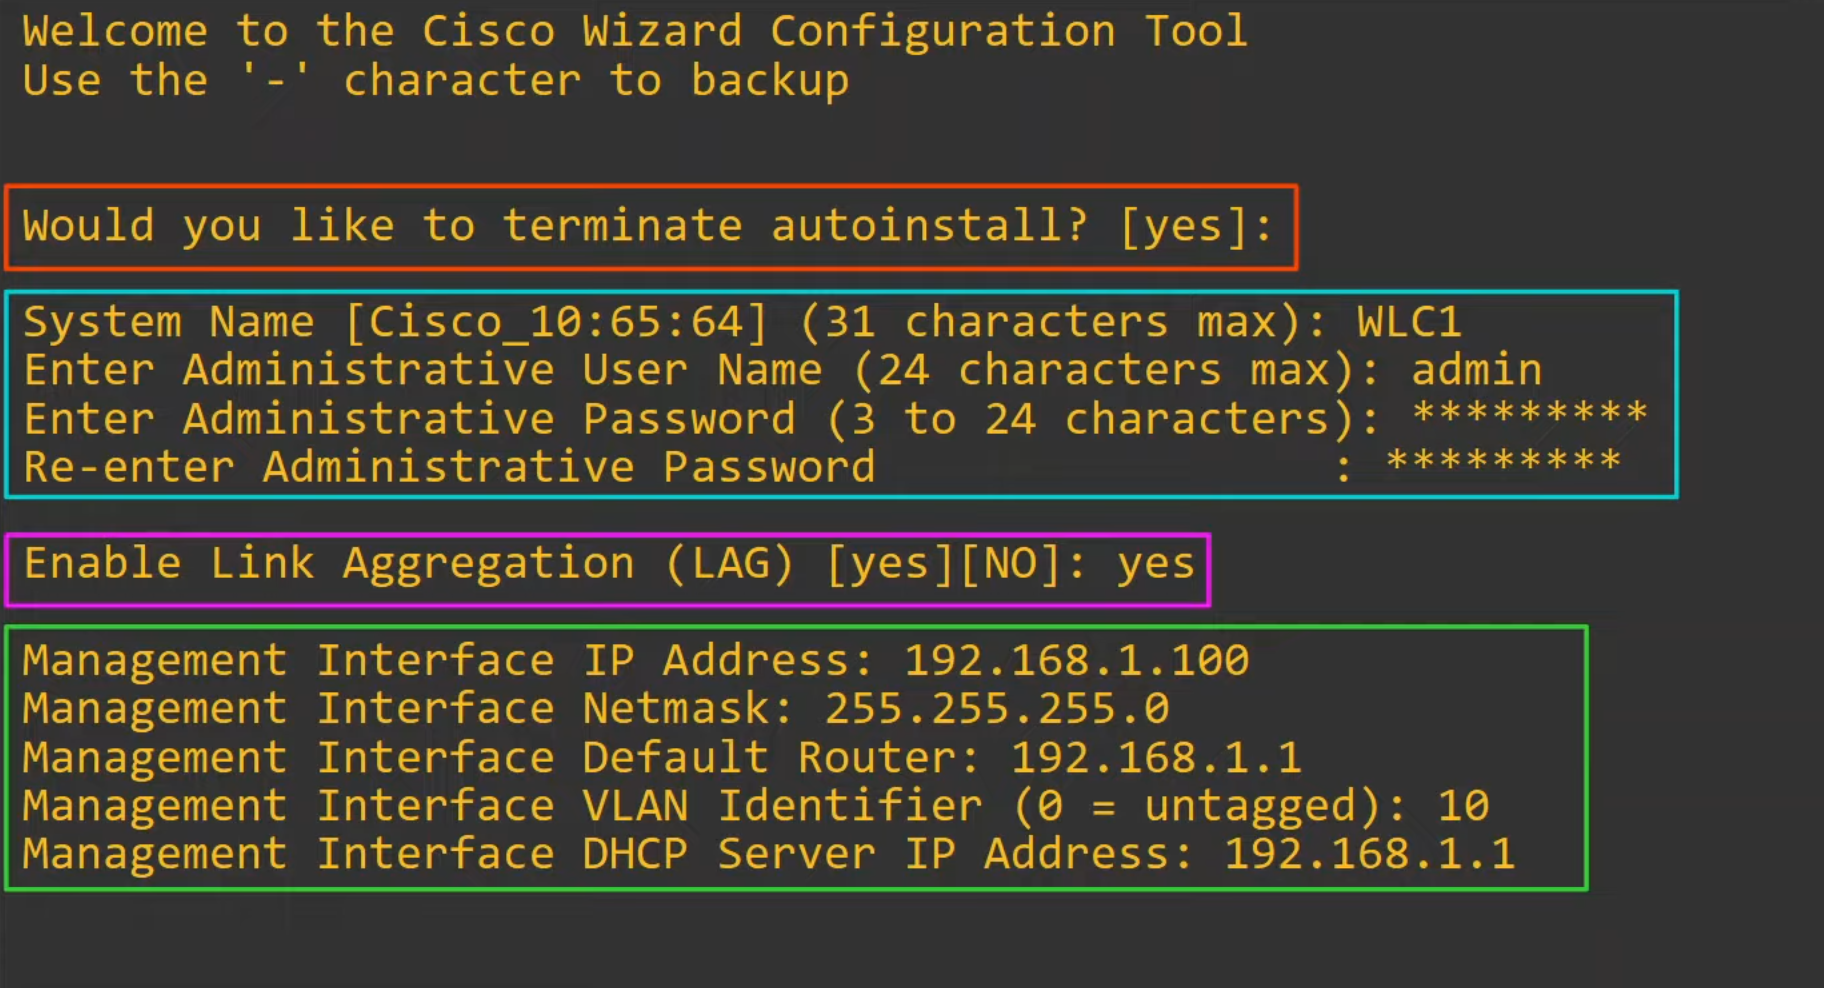 Welcome to the Cisco Wizard Configuration Tool
Use the '-' character to backup
Would you like to terminate autoinstall? [yes]:
System Name [Cisco_10:65:64] (31 characters max): WLC1
Enter Administrative User Name (24 characters max): admin
Enter Administrative Password (3 to 24 characters): *********
Re-enter Administrative Password                 : *********
Enable Link Aggregation (LAG) [yes][NO]: yes
Management Interface IP Address: 192.168.1.100
Management Interface Netmask: 255.255.255.0
Management Interface Default Router: 192.168.1.1
Management Interface VLAN Identifier (0 = untagged): 10
Management Interface DHCP Server IP Address: 192.168.1.1